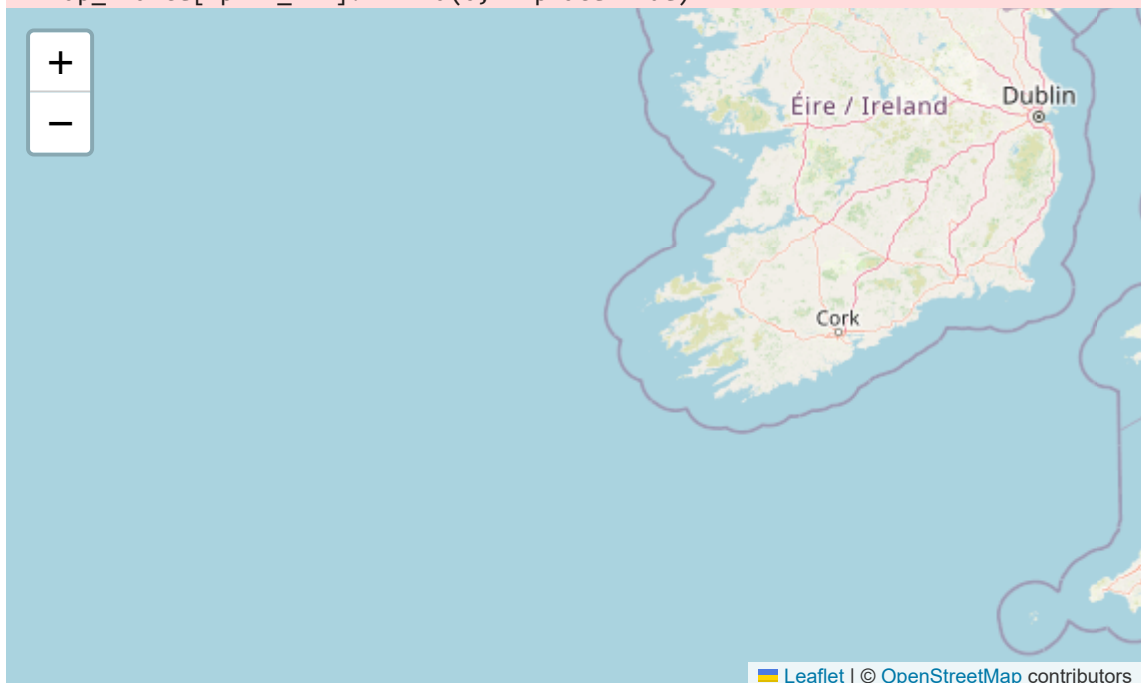 +
Dublin
Éire / Ireland
−
Cork
Leaflet | © OpenStreetMap contributors